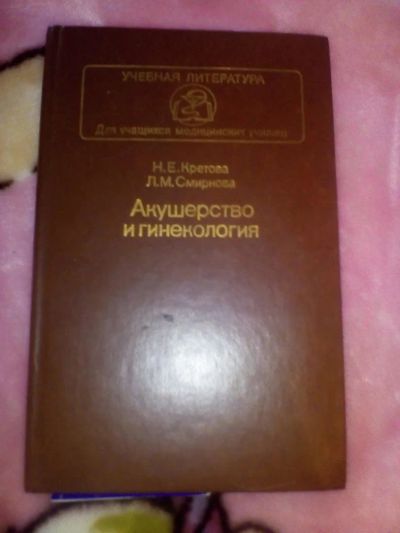 УЧЕБНАЯ ЛИТЕРАТУРА
Для учащихся медицинских училищ
Н.Е.Кретова
Л.М.Смирнова
Акушерство
и гинекология